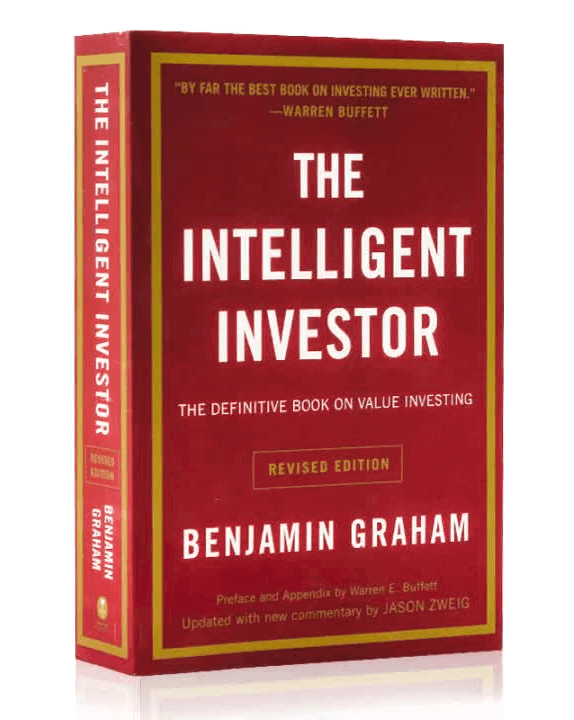 THE INTELLIGENT INVESTOR
REVISED
EDITION
BENJAMIN
GRAHAM
"BY FAR THE BEST BOOK ON INVESTING EVER WRITTEN."
—WARREN BUFFETT
THE
INTELLIGENT
INVESTOR
THE DEFINITIVE BOOK ON VALUE INVESTING
REVISED EDITION
BENJAMIN GRAHAM
Preface and Appendix by Warren E. Buffett
Updated with new commentary by JASON ZWEIG